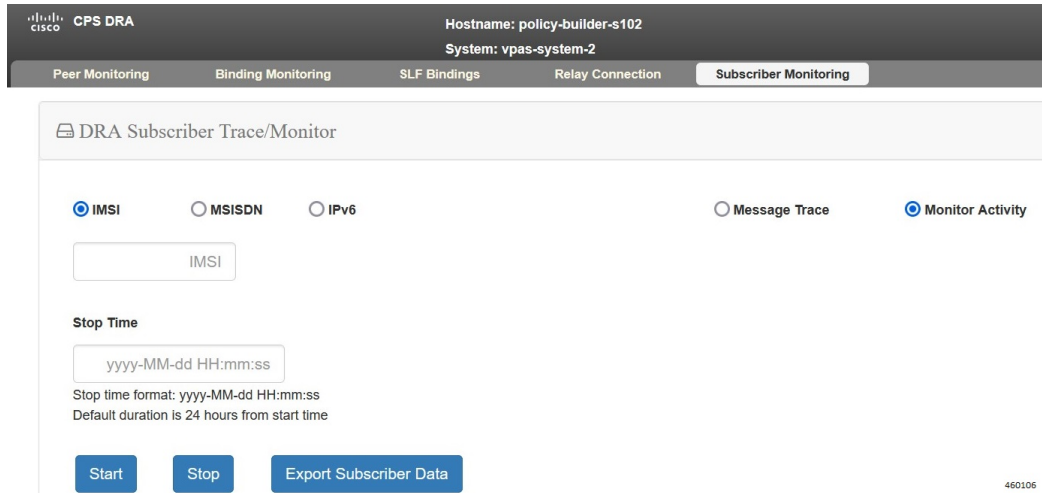 CISCO CPS DRA
Hostname: policy-builder-s102
System: vpas-system-2
Peer Monitoring Binding Monitoring SLF Bindings Relay Connection Subscriber Monitoring
DRA Subscriber Trace/Monitor
IMSI MSISDN IPv6 Message Trace Monitor Activity
IMSI
Stop Time
yyyy-MM-dd HH:mm:ss
Stop time format: yyyy-MM-dd HH:mm:ss
Default duration is 24 hours from start time
Start Stop Export Subscriber Data
460106